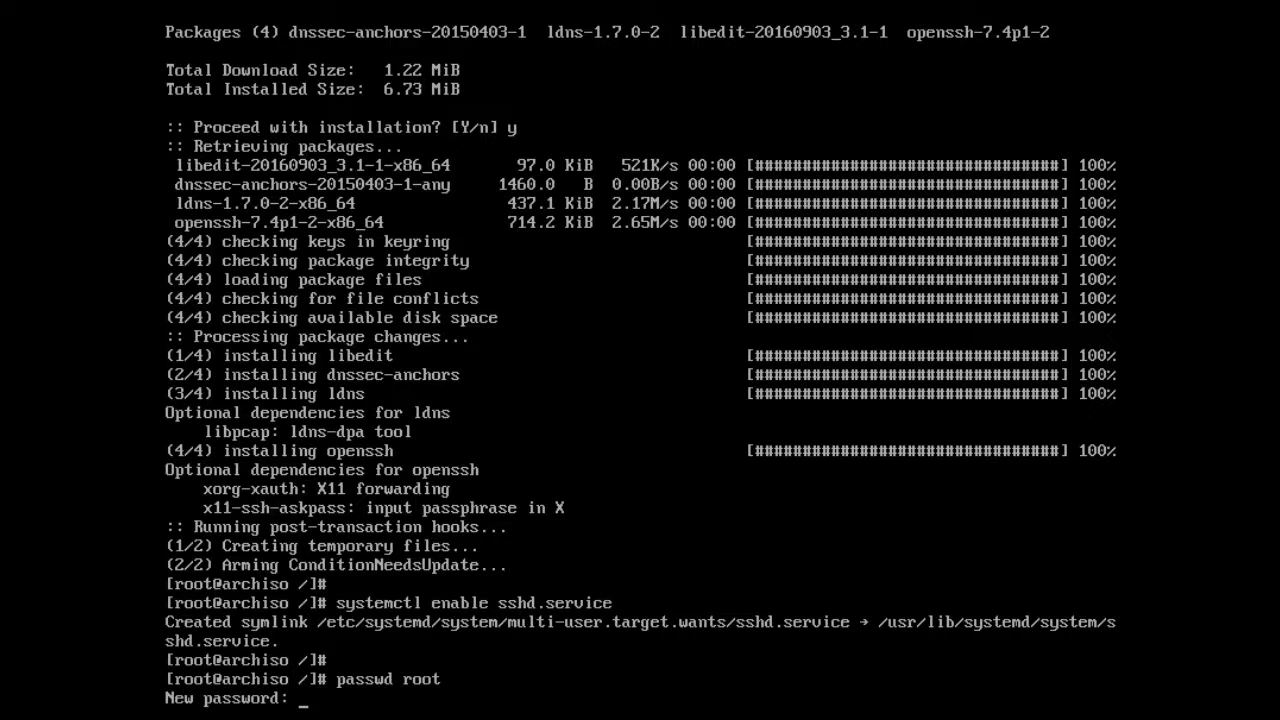 Packages (4) dnssec-anchors-20150403-1  ldns-1.7.0-2  libedit-20160903_3.1-1  openssh-7.4p1-2
Total Download Size:   1.22 MiB
Total Installed Size:  6.73 MiB
:: Proceed with installation? [Y/n] y
:: Retrieving packages...
libedit-20160903_3.1-1-x86_64       97.0 KiB   521K/s 00:00 [################################] 100%
dnssec-anchors-20150403-1-any     1460.0   B  0.00B/s 00:00 [################################] 100%
ldns-1.7.0-2-x86_64                437.1 KiB  2.17M/s 00:00 [################################] 100%
openssh-7.4p1-2-x86_64             714.2 KiB  2.65M/s 00:00 [################################] 100%
(4/4) checking keys in keyring                               [################################] 100%
(4/4) checking package integrity                             [################################] 100%
(4/4) loading package files                                  [################################] 100%
(4/4) checking for file conflicts                            [################################] 100%
(4/4) checking available disk space                          [################################] 100%
:: Processing package changes...
(1/4) installing libedit                                     [################################] 100%
(2/4) installing dnssec-anchors                              [################################] 100%
(3/4) installing ldns                                        [################################] 100%
Optional dependencies for ldns
    libpcap: ldns-dpa tool
(4/4) installing openssh                                     [################################] 100%
Optional dependencies for openssh
    xorg-xauth: X11 forwarding
    x11-ssh-askpass: input passphrase in X
:: Running post-transaction hooks...
(1/2) Creating temporary files...
(2/2) Arming ConditionNeedsUpdate...
[root@archiso /]#
[root@archiso /]# systemctl enable sshd.service
Created symlink /etc/systemd/system/multi-user.target.wants/sshd.service → /usr/lib/systemd/system/s
shd.service.
[root@archiso /]#
[root@archiso /]# passwd root
New password: _